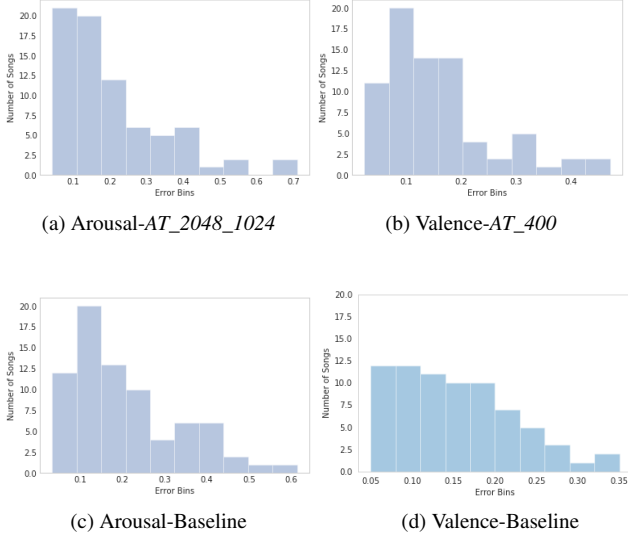 20.0
17.5
15.0
12.5
10.0
7.5
5.0
2.5
0.0
Number of Songs
0.1 0.2 0.3 0.4 0.5 0.6 0.7
Error Bins
(a) Arousal-AT_2048_1024
20.0
17.5
15.0
12.5
10.0
7.5
5.0
2.5
0.0
Number of Songs
0.1 0.2 0.3 0.4
Error Bins
(b) Valence-AT_400
20.0
17.5
15.0
12.5
10.0
7.5
5.0
2.5
0.0
Number of Songs
0.1 0.2 0.3 0.4 0.5 0.6
Error Bins
(c) Arousal-Baseline
20.0
17.5
15.0
12.5
10.0
7.5
5.0
2.5
0.0
Number of Songs
0.05 0.10 0.15 0.20 0.25 0.30 0.35
Error Bins
(d) Valence-Baseline